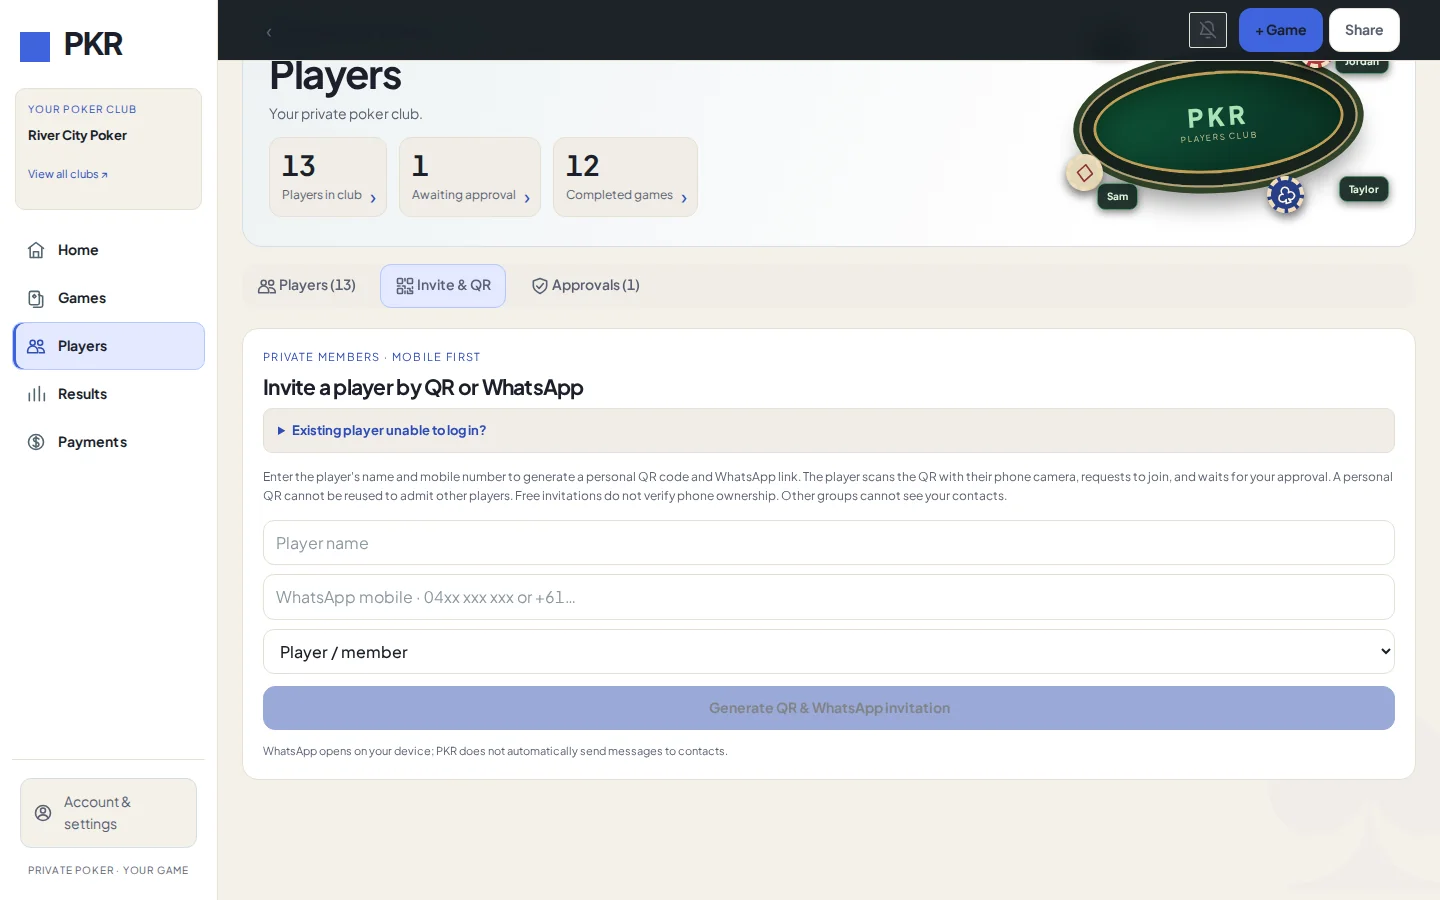 PKR
YOUR POKER CLUB
River City Poker
View all clubs ↗
Home
Games
Players
Results
Payments
Account &
settings
PRIVATE POKER · YOUR GAME
‹
+ Game
Share
Players
Your private poker club.
13
Players in club ›
1
Awaiting approval ›
12
Completed games ›
Jordan
PKR
PLAYERS CLUB
Sam
Taylor
Players (13)
Invite & QR
Approvals (1)
PRIVATE MEMBERS · MOBILE FIRST
Invite a player by QR or WhatsApp
▶ Existing player unable to log in?
Enter the player's name and mobile number to generate a personal QR code and WhatsApp link. The player scans the QR with their phone camera, requests to join, and waits for your approval. A personal
QR cannot be reused to admit other players. Free invitations do not verify phone ownership. Other groups cannot see your contacts.
Player name
WhatsApp mobile · 04xx xxx xxx or +61…
Player / member
Generate QR & WhatsApp invitation
WhatsApp opens on your device; PKR does not automatically send messages to contacts.